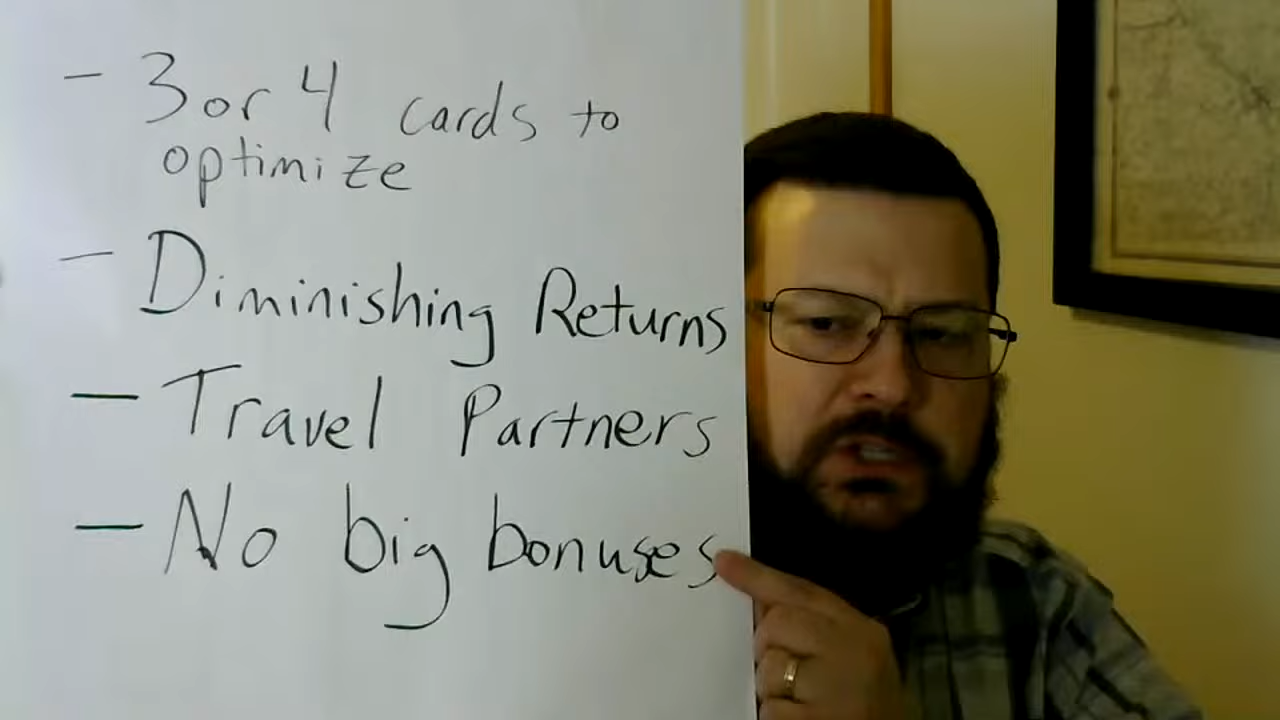 - 3 or 4 cards to
optimize
- Diminishing Returns
- Travel Partners
- No big bonuses